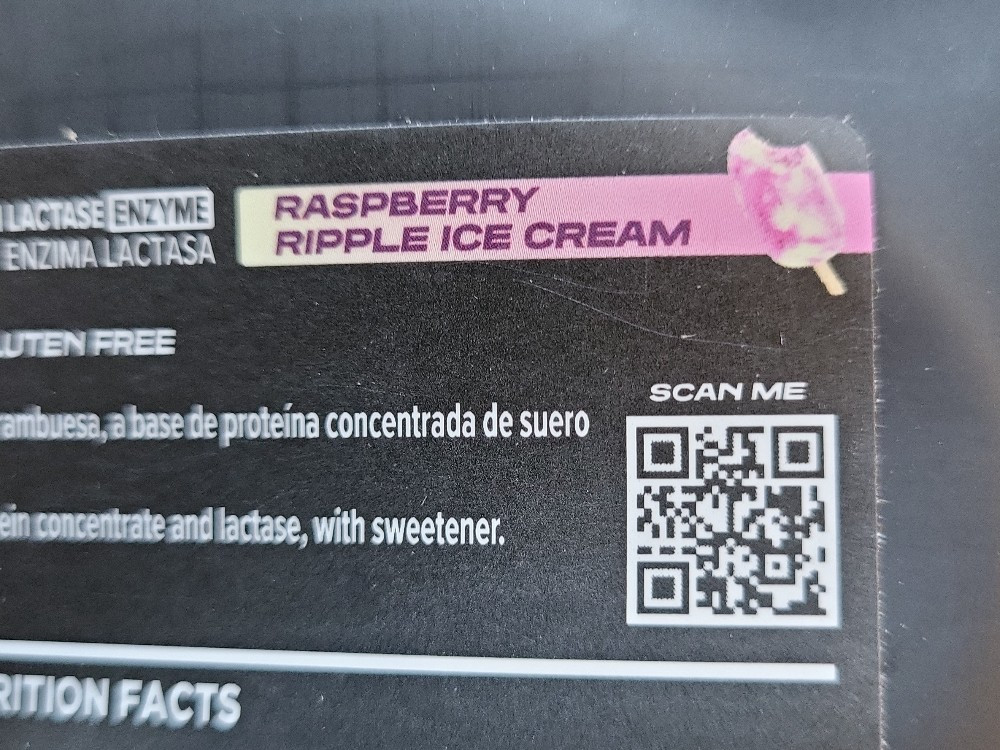 LACTASE ENZYME
ENZIMA LACTASA
RASPBERRY
RIPPLE ICE CREAM
LUTEN FREE
SCAN ME
rambuesa, a base de proteína concentrada de suero
ein concentrate and lactase, with sweetener.
RITION FACTS